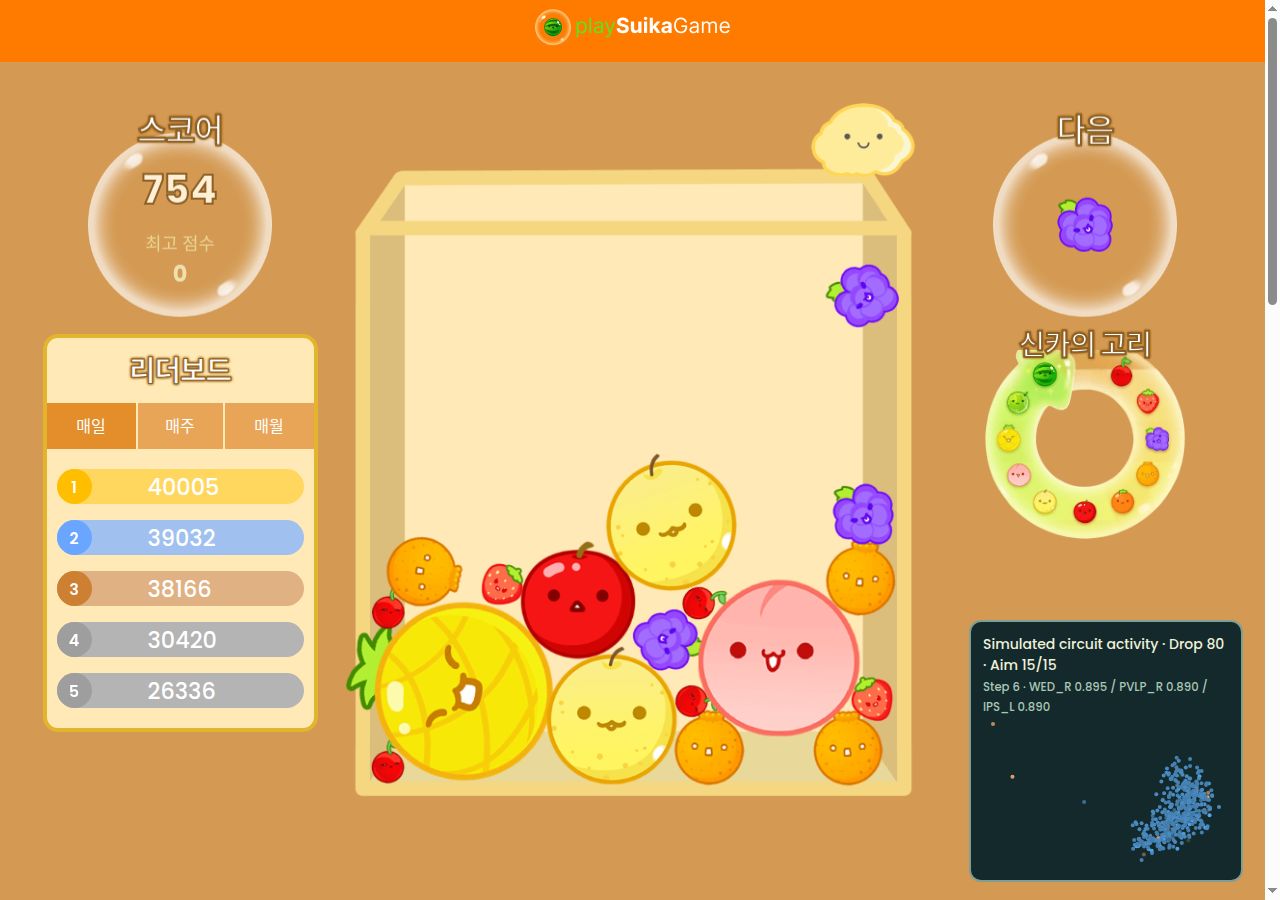 playSuikaGame
스코어
754
최고 점수
0
리더보드
매일
매주
매월
1 40005
2 39032
3 38166
4 30420
5 26336
다음
신카의 고리
Simulated circuit activity · Drop 80
· Aim 15/15
Step 6 · WED_R 0.895 / PVLP_R 0.890 /
IPS_L 0.890